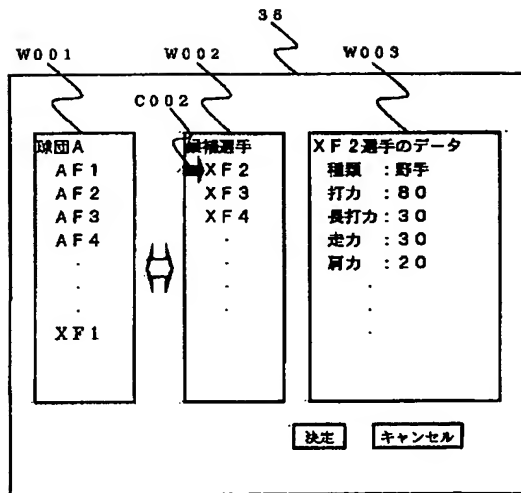 36
W001 W002 W003
C002
球団A
AF1
AF2
AF3
AF4
.
.
.
XF1
候補選手
XF2
XF3
XF4
.
.
.
XF2選手のデータ
種類 :野手
打力 :80
長打力:30
走力 :30
肩力 :20
.
.
.
決定 キャンセル